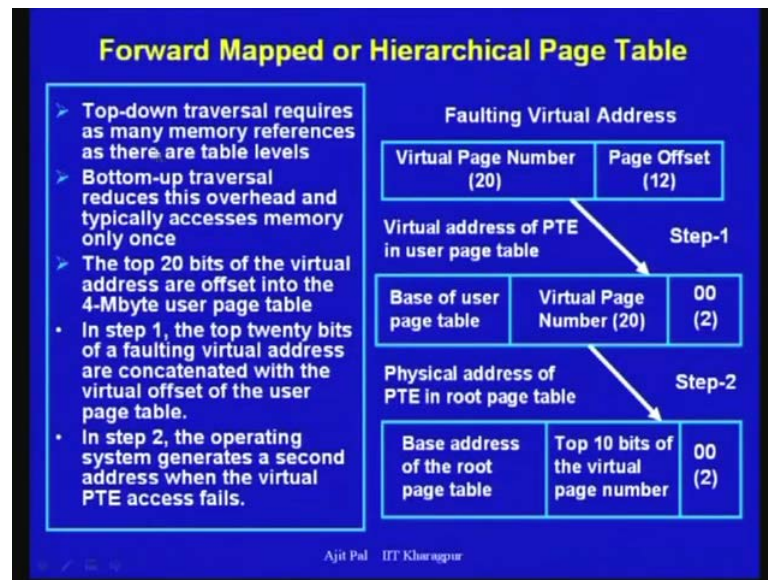 Forward Mapped or Hierarchical Page Table
Top-down traversal requires
as many memory references
as there are table levels
Bottom-up traversal
reduces this overhead and
typically accesses memory
only once
The top 20 bits of the virtual
address are offset into the
4-Mbyte user page table
In step 1, the top twenty bits
of a faulting virtual address
are concatenated with the
virtual offset of the user
page table.
In step 2, the operating
system generates a second
address when the virtual
PTE access fails.
Faulting Virtual Address
Virtual Page Number
(20)
Page Offset
(12)
Virtual address of PTE
in user page table
Step-1
Base of user
page table
Virtual Page
Number (20)
00
(2)
Physical address of
PTE in root page table
Step-2
Base address
of the root
page table
Top 10 bits of
the virtual
page number
00
(2)
Ajit Pal IIT Kharagpur